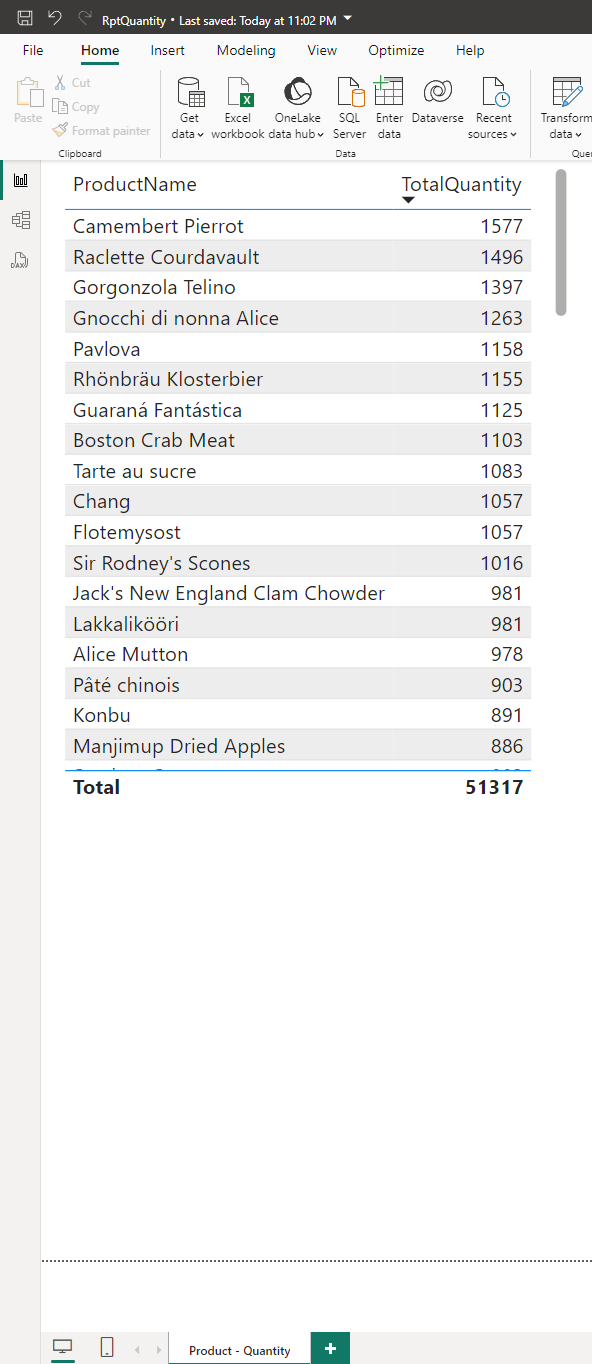 RptQuantity • Last saved: Today at 11:02 PM
File Home Insert Modeling View Optimize Help
Paste Cut Copy Format painter
Clipboard
Get data Excel workbook OneLake data hub SQL Server Enter data Dataverse Recent sources
Data
Transform data
Quer
DAX
ProductName TotalQuantity
Camembert Pierrot 1577
Raclette Courdavault 1496
Gorgonzola Telino 1397
Gnocchi di nonna Alice 1263
Pavlova 1158
Rhönbräu Klosterbier 1155
Guaraná Fantástica 1125
Boston Crab Meat 1103
Tarte au sucre 1083
Chang 1057
Flotemysost 1057
Sir Rodney's Scones 1016
Jack's New England Clam Chowder 981
Lakkalikööri 981
Alice Mutton 978
Pâté chinois 903
Konbu 891
Manjimup Dried Apples 886
Total 51317
Product - Quantity